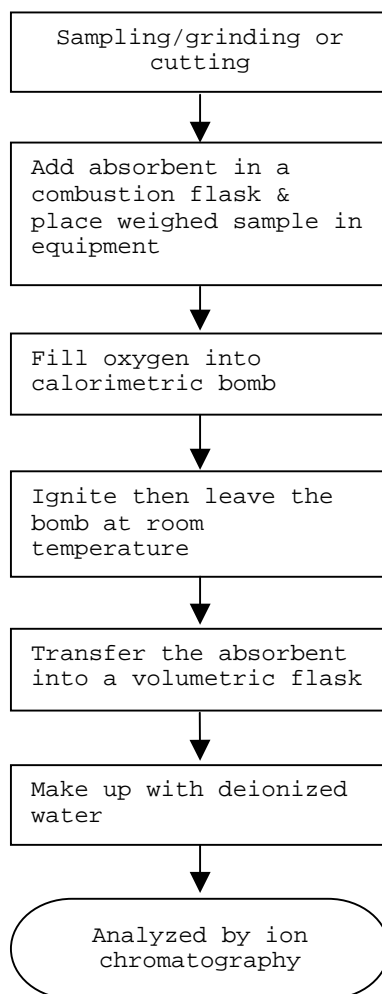 Sampling/grinding or
cutting
Add absorbent in a
combustion flask &
place weighed sample in
equipment
Fill oxygen into
calorimetric bomb
Ignite then leave the
bomb at room
temperature
Transfer the absorbent
into a volumetric flask
Make up with deionized
water
Analyzed by ion
chromatography